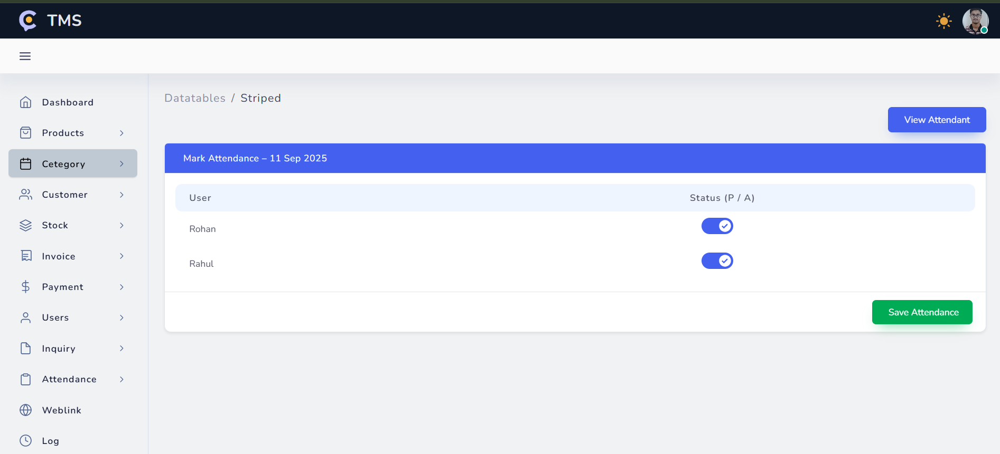 TMS
Dashboard
Products
Cetegory
Customer
Stock
Invoice
Payment
Users
Inquiry
Attendance
Weblink
Log
Datatables / Striped
View Attendant
Mark Attendance – 11 Sep 2025
User Status (P / A)
Rohan
Rahul
Save Attendance